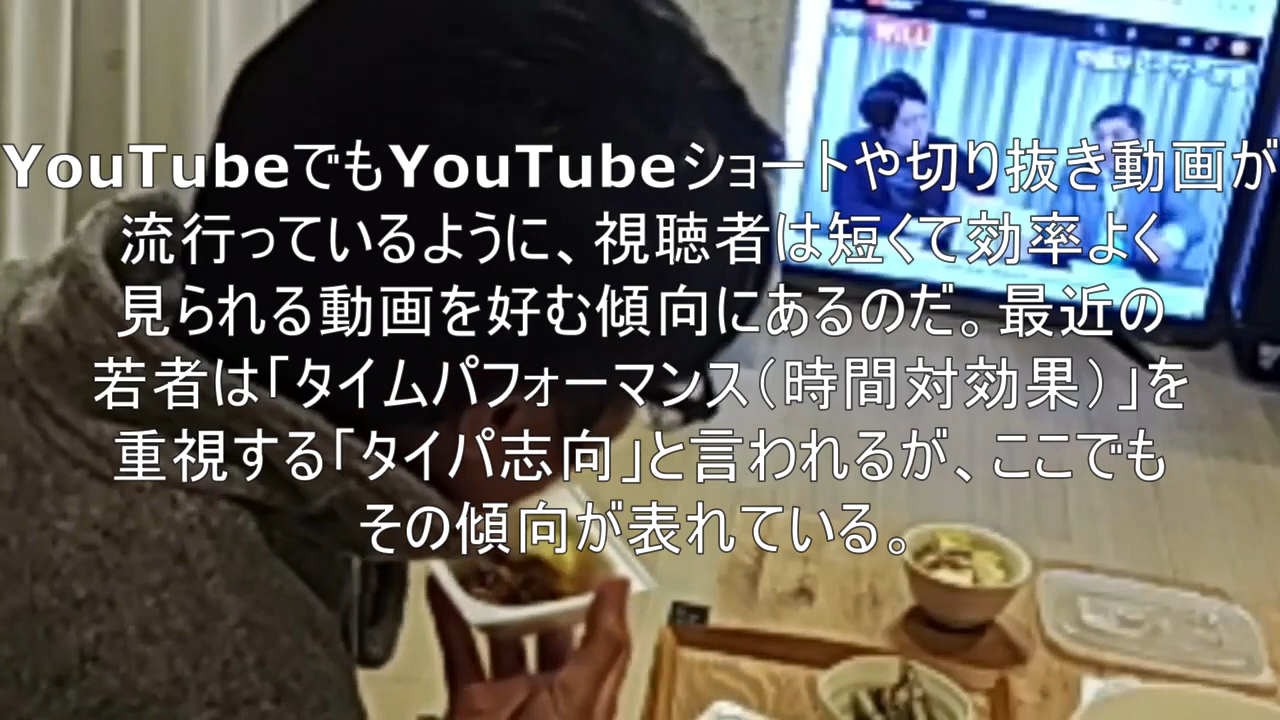 YouTubeでもYouTubeショートや切り抜き動画が
流行っているように、視聴者は短くて効率よく
見られる動画を好む傾向にあるのだ。最近の
若者は「タイムパフォーマンス（時間対効果）」を
重視する「タイパ志向」と言われるが、ここでも
その傾向が表れている。